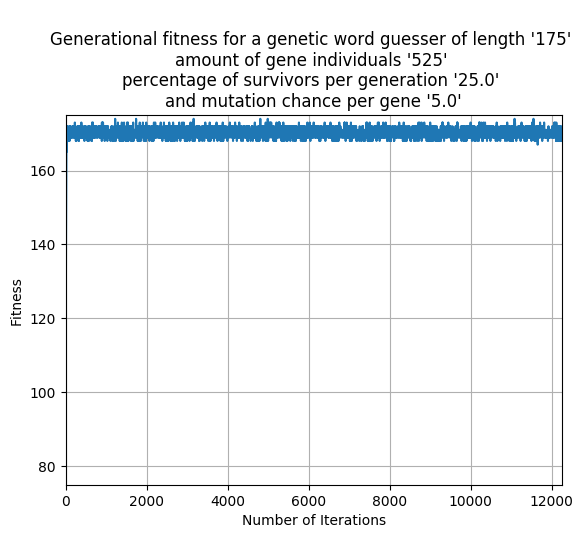 Generational fitness for a genetic word guesser of length '175'
amount of gene individuals '525'
percentage of survivors per generation '25.0'
and mutation chance per gene '5.0'
160
140
120
100
80
Fitness
0 2000 4000 6000 8000 10000 12000
Number of Iterations